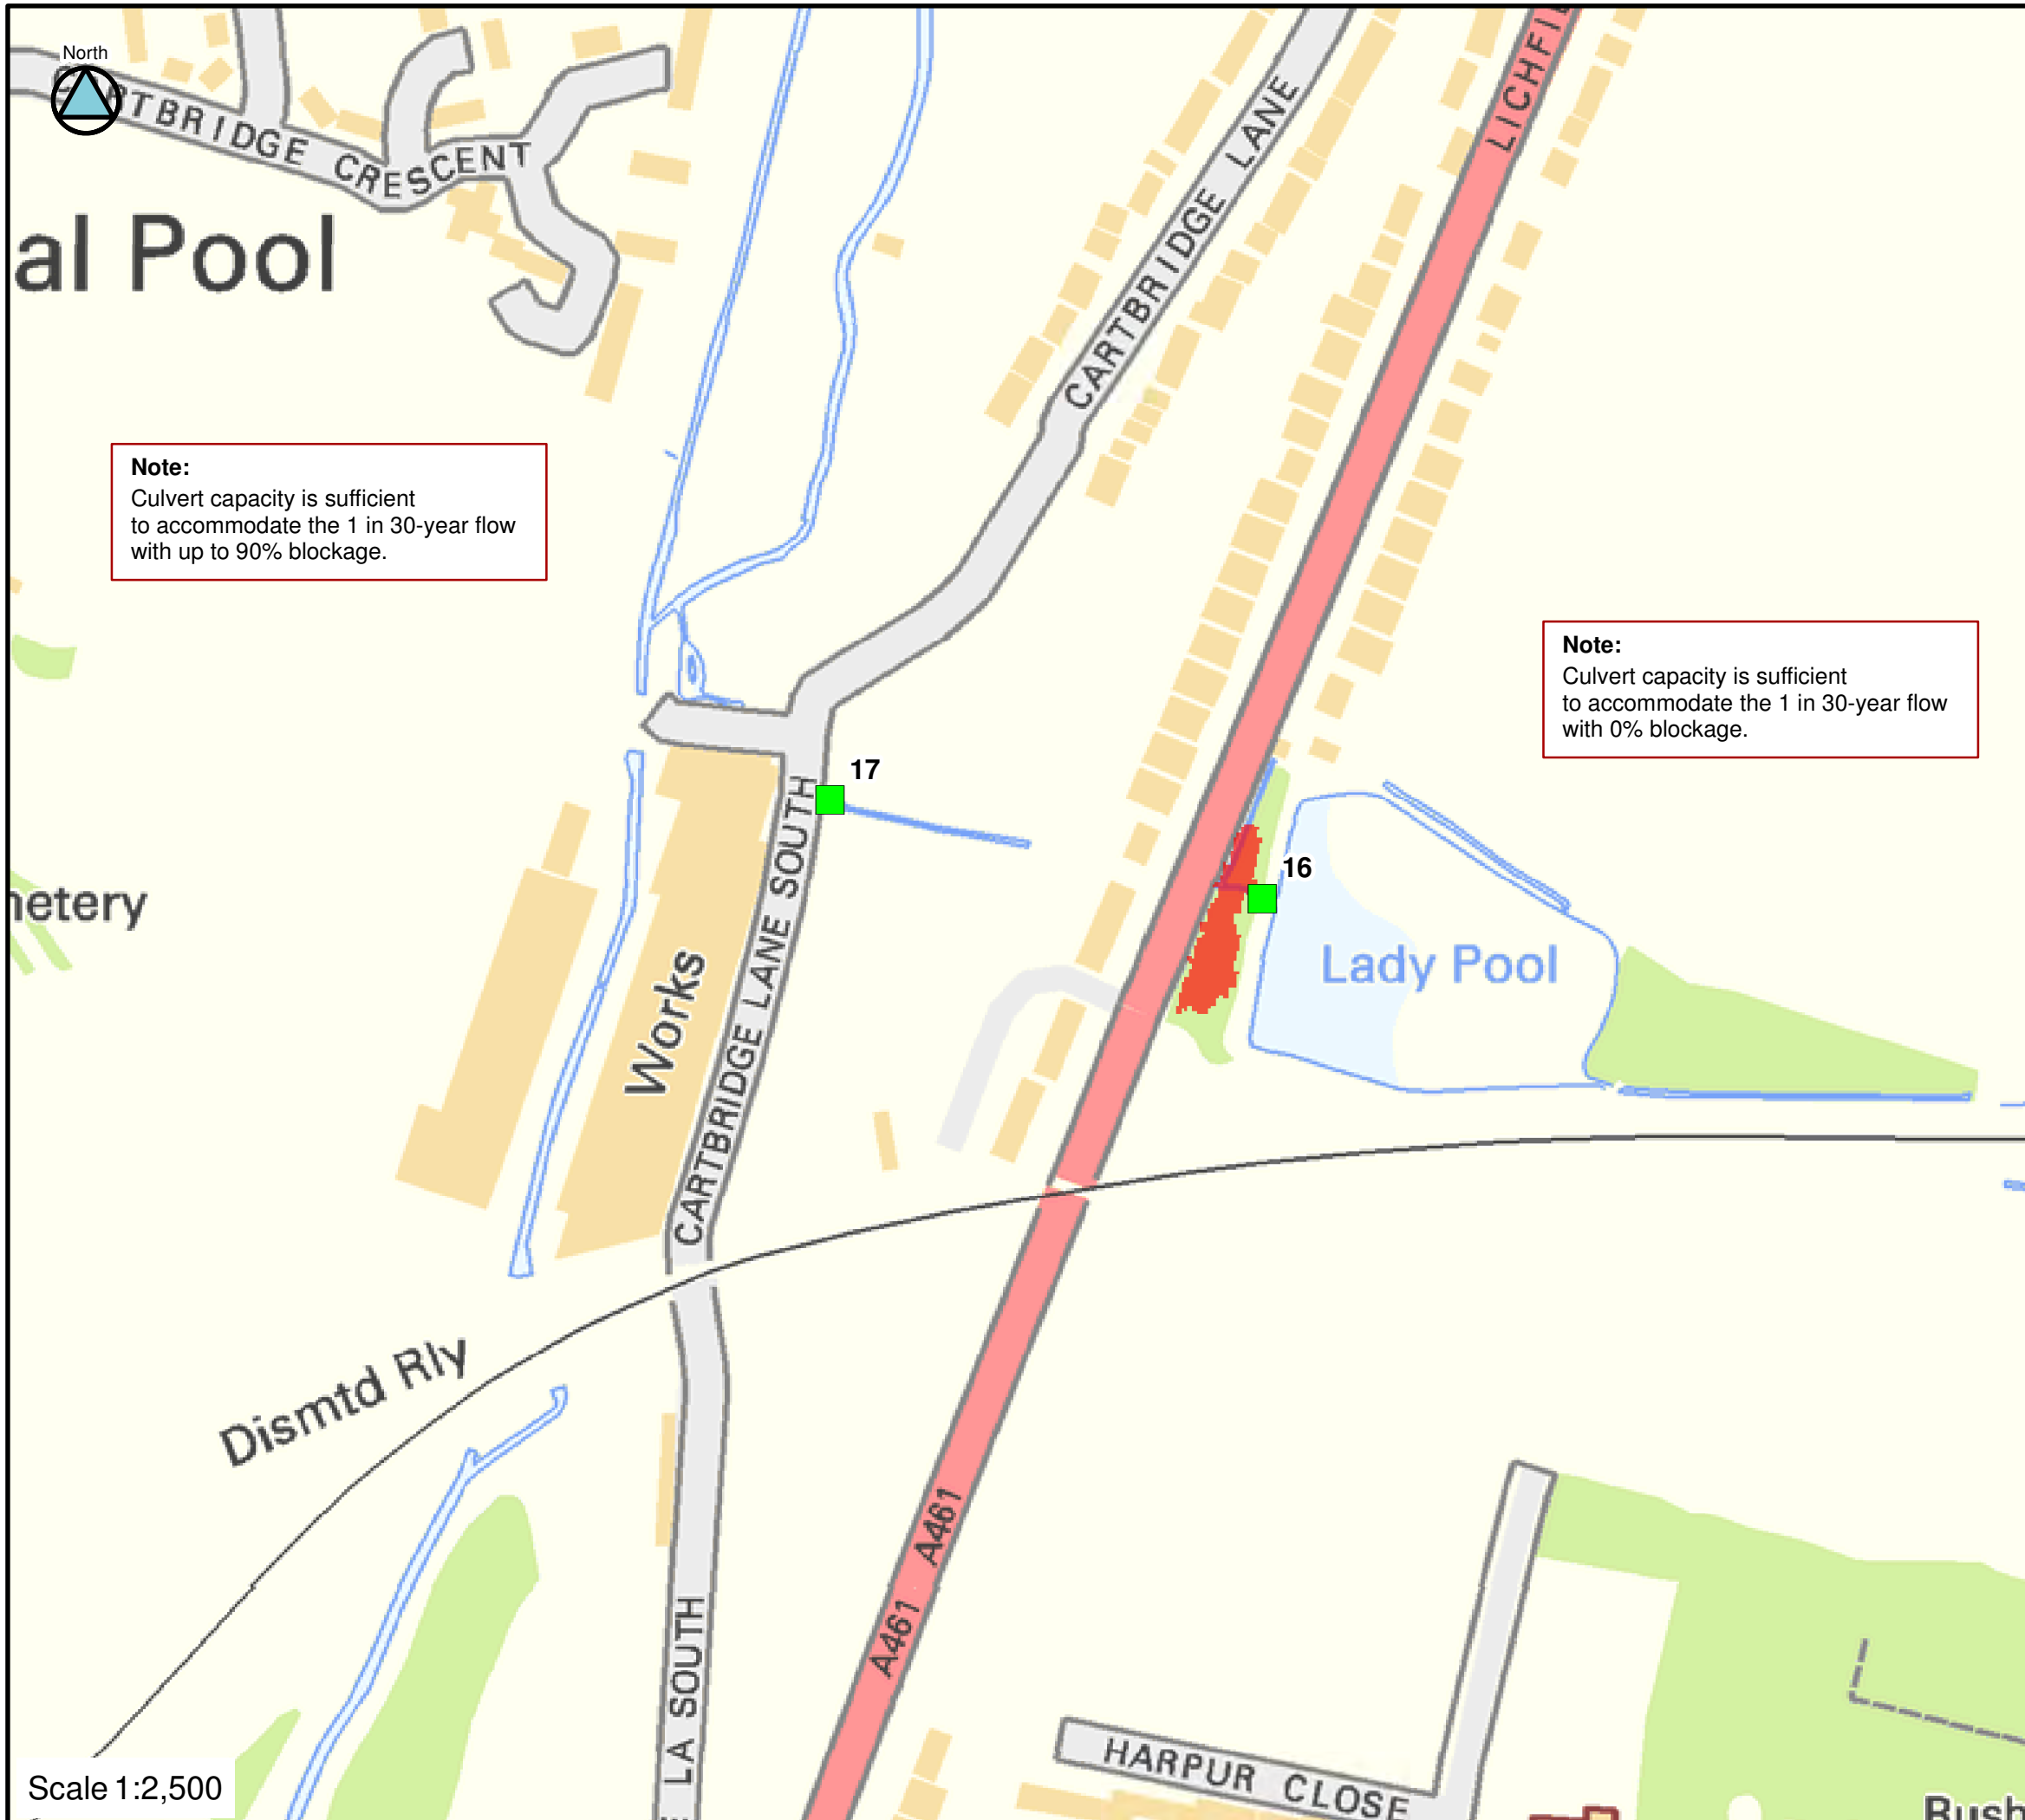 North
CARTBRIDGE LANE
LICHFI
CRESCENT
al Pool
Note:
Culvert capacity is sufficient
to accommodate the 1 in 30-year flow
with up to 90% blockage.
Note:
Culvert capacity is sufficient
to accommodate the 1 in 30-year flow
with 0% blockage.
17
16
netery
Lady Pool
Works
CARTBRIDGE LANE SOUTH
Dismtd Rly
A461
A461
LA SOUTH
HARPUR CLOSE
Scale 1:2,500
Bush